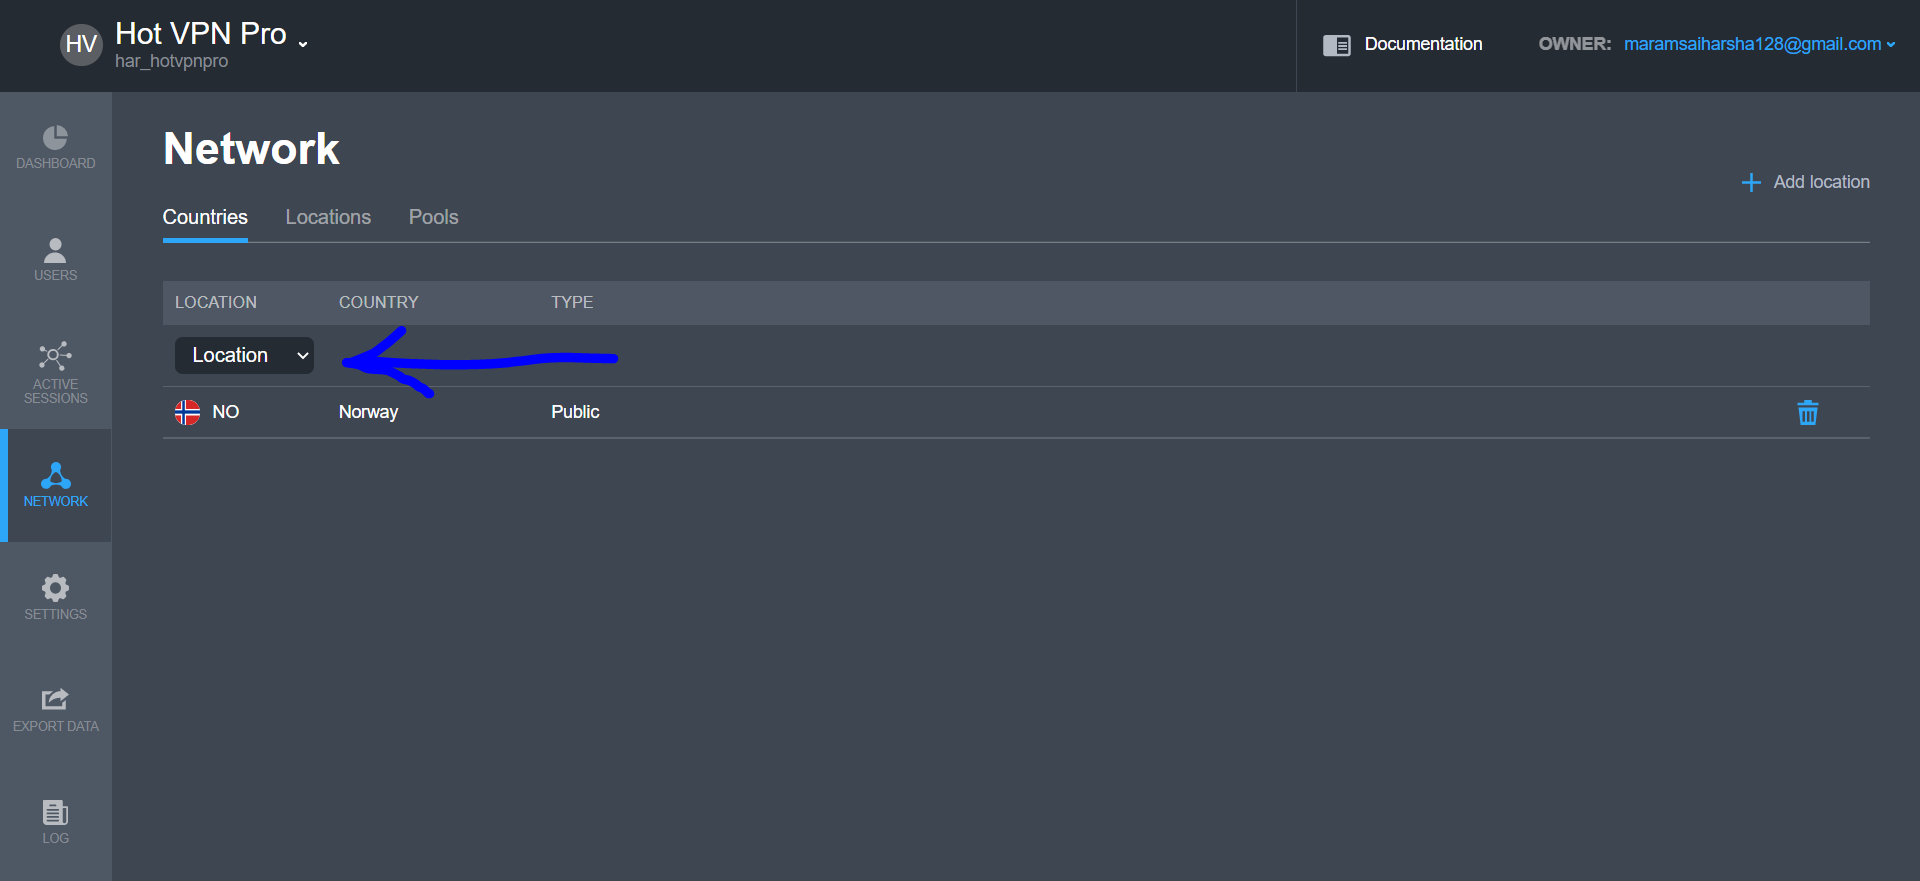 HV
Hot VPN Pro
har_hotvpnpro
Documentation
OWNER: maramsaiharsha128@gmail.com
DASHBOARD
USERS
ACTIVE
SESSIONS
NETWORK
SETTINGS
EXPORT DATA
LOG
Network
Add location
Countries Locations Pools
LOCATION COUNTRY TYPE
Location
NO Norway Public